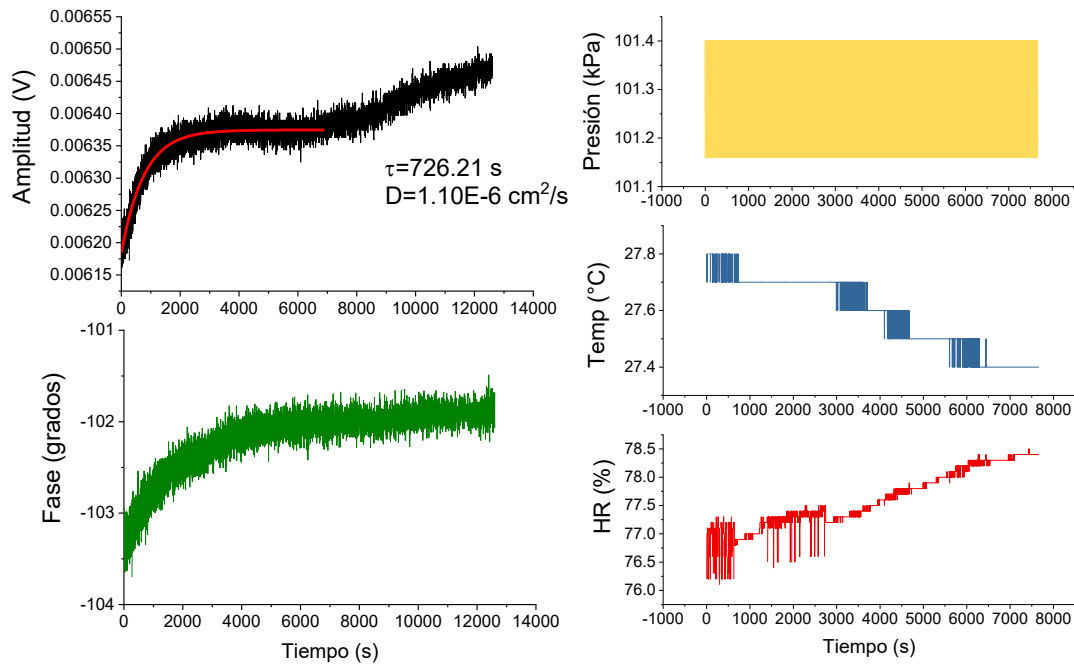 0.00655
0.00650
0.00645
0.00640
0.00635
0.00630
0.00625
0.00620
0.00615
Amplitud (V)
τ=726.21 s
D=1.10E-6 cm²/s
0 2000 4000 6000 8000 10000 12000 14000
-101
-102
-103
-104
Fase (grados)
0 2000 4000 6000 8000 10000 12000 14000
Tiempo (s)
101.4
101.3
101.2
101.1
Presión (kPa)
-1000 0 1000 2000 3000 4000 5000 6000 7000 8000
27.8
27.6
27.4
Temp (°C)
-1000 0 1000 2000 3000 4000 5000 6000 7000 8000
78.5
78.0
77.5
77.0
76.5
76.0
HR (%)
-1000 0 1000 2000 3000 4000 5000 6000 7000 8000
Tiempo (s)